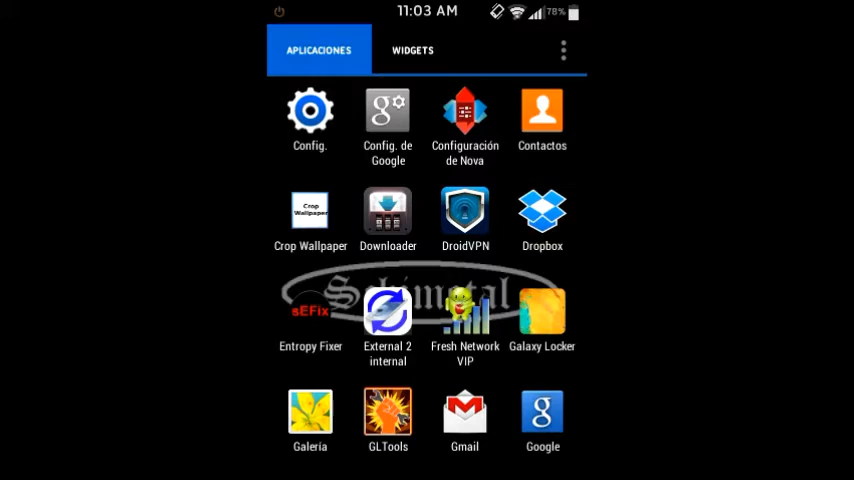 11:03 AM 78%
APLICACIONES WIDGETS
Config. Config. de Google Configuración de Nova Contactos
Crop Wallpaper
Crop Wallpaper Downloader DroidVPN Dropbox
Schimetal
sEFix
Entropy Fixer External 2 internal Fresh Network VIP Galaxy Locker
g
Galería GLTools Gmail Google